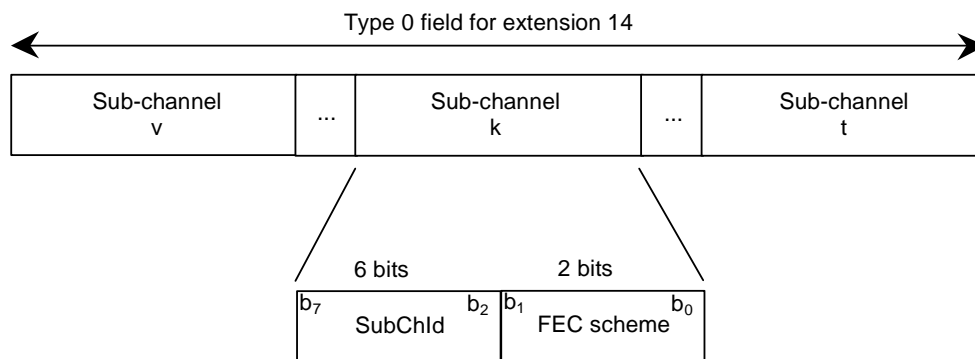 Type 0 field for extension 14
Sub-channel
v
...
Sub-channel
k
...
Sub-channel
t
6 bits
2 bits
b7
SubChId
b2
b1
FEC scheme
b0